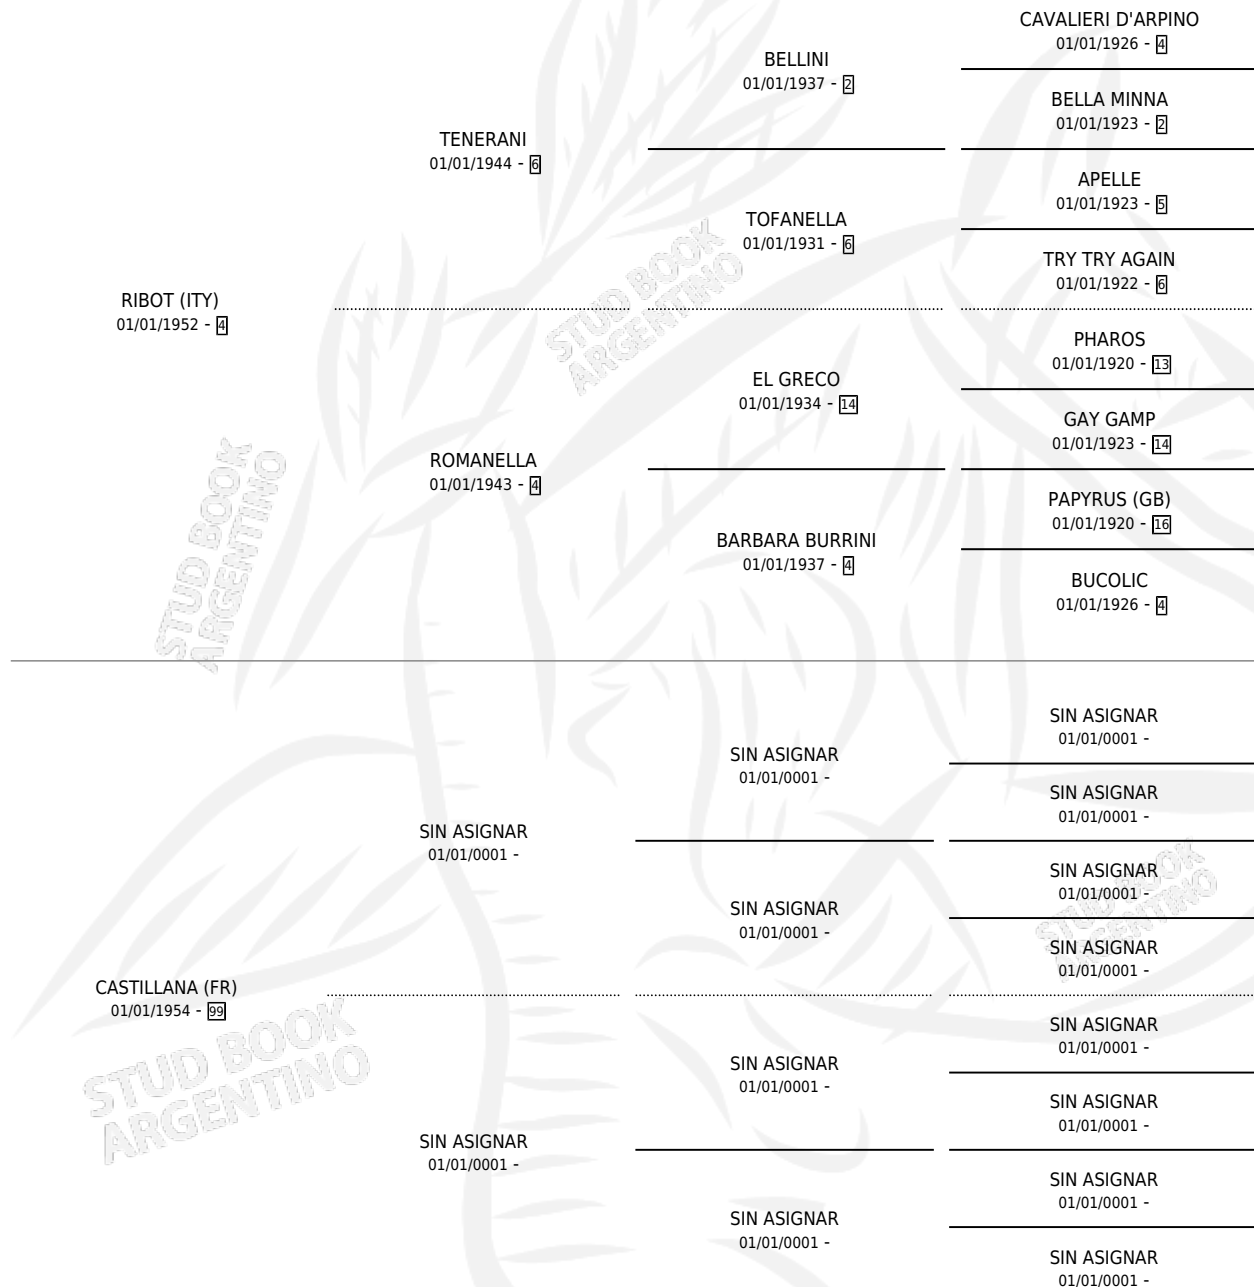 CAVALIERI D'ARPINO
01/01/1926 - 4
BELLINI
01/01/1937 - 2
BELLA MINNA
01/01/1923 - 2
TENERANI
01/01/1944 - 6
APELLE
01/01/1923 - 5
TOFANELLA
01/01/1931 - 6
TRY TRY AGAIN
01/01/1922 - 6
RIBOT (ITY)
01/01/1952 - 4
PHAROS
01/01/1920 - 13
EL GRECO
01/01/1934 - 14
GAY GAMP
01/01/1923 - 14
ROMANELLA
01/01/1943 - 4
PAPYRUS (GB)
01/01/1920 - 16
BARBARA BURRINI
01/01/1937 - 4
BUCOLIC
01/01/1926 - 4
STUD BOOK
ARGENTINO
STUD BOOK
ARGENTINO
SIN ASIGNAR
01/01/0001 -
SIN ASIGNAR
01/01/0001 -
SIN ASIGNAR
01/01/0001 -
SIN ASIGNAR
01/01/0001 -
SIN ASIGNAR
01/01/0001 -
SIN ASIGNAR
01/01/0001 -
SIN ASIGNAR
01/01/0001 -
STUD BOOK
ARGENTINO
CASTILLANA (FR)
01/01/1954 - 99
STUD BOOK
ARGENTINO
SIN ASIGNAR
01/01/0001 -
SIN ASIGNAR
01/01/0001 -
SIN ASIGNAR
01/01/0001 -
SIN ASIGNAR
01/01/0001 -
SIN ASIGNAR
01/01/0001 -
SIN ASIGNAR
01/01/0001 -
SIN ASIGNAR
01/01/0001 -